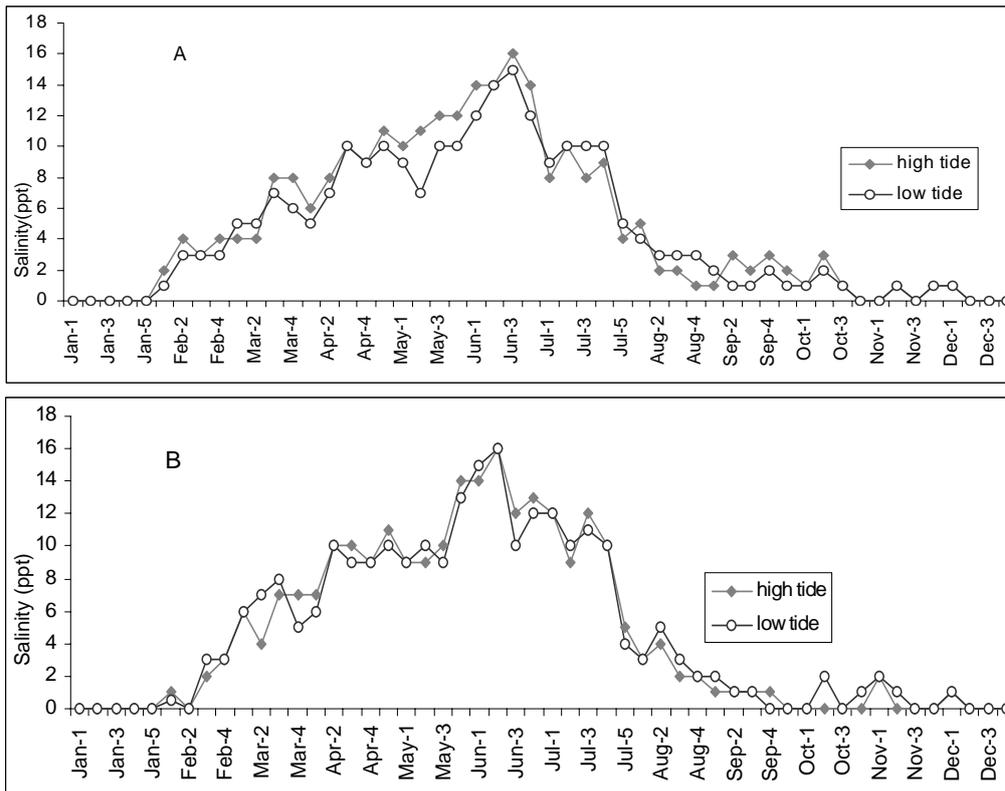 18
16
14
12
10
8
6
4
2
0
Salinity(ppt)
A
high tide
low tide
Jan-1
Jan-3
Jan-5
Feb-2
Feb-4
Mar-2
Mar-4
Apr-2
Apr-4
May-1
May-3
Jun-1
Jun-3
Jul-1
Jul-3
Jul-5
Aug-2
Aug-4
Sep-2
Sep-4
Oct-1
Oct-3
Nov-1
Nov-3
Dec-1
Dec-3
18
16
14
12
10
8
6
4
2
0
Salinity (ppt)
B
high tide
low tide
Jan-1
Jan-3
Jan-5
Feb-2
Feb-4
Mar-2
Mar-4
Apr-2
Apr-4
May-1
May-3
Jun-1
Jun-3
Jul-1
Jul-3
Jul-5
Aug-2
Aug-4
Sep-2
Sep-4
Oct-1
Oct-3
Nov-1
Nov-3
Dec-1
Dec-3